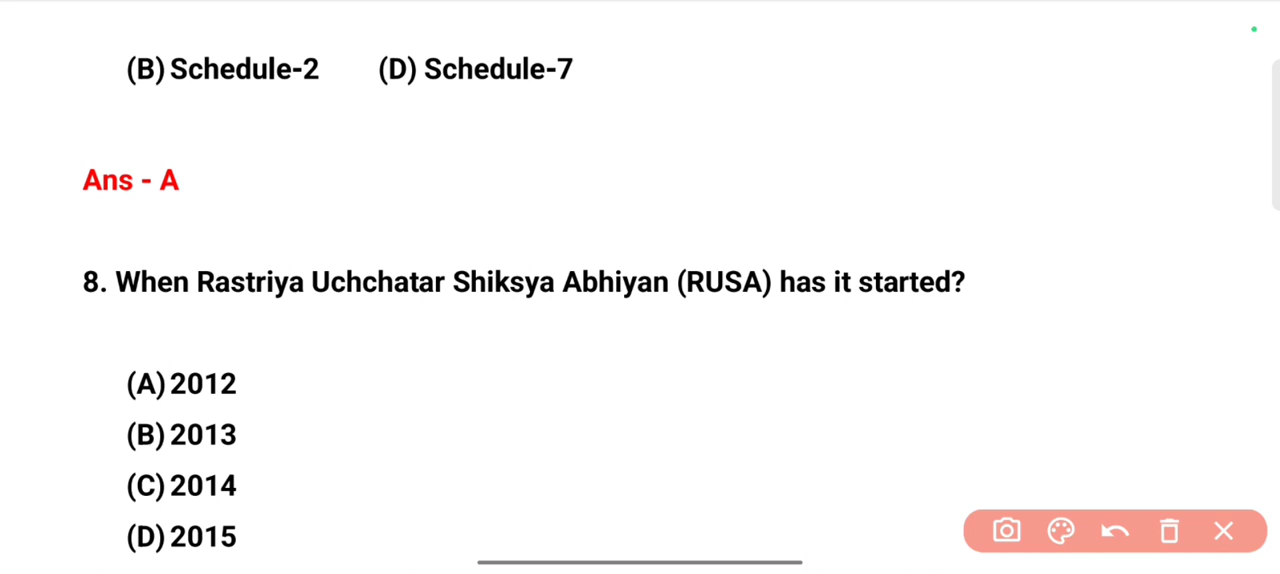 (B) Schedule-2 (D) Schedule-7
Ans - A
8. When Rastriya Uchchatar Shiksya Abhiyan (RUSA) has it started?
(A) 2012
(B) 2013
(C) 2014
(D) 2015